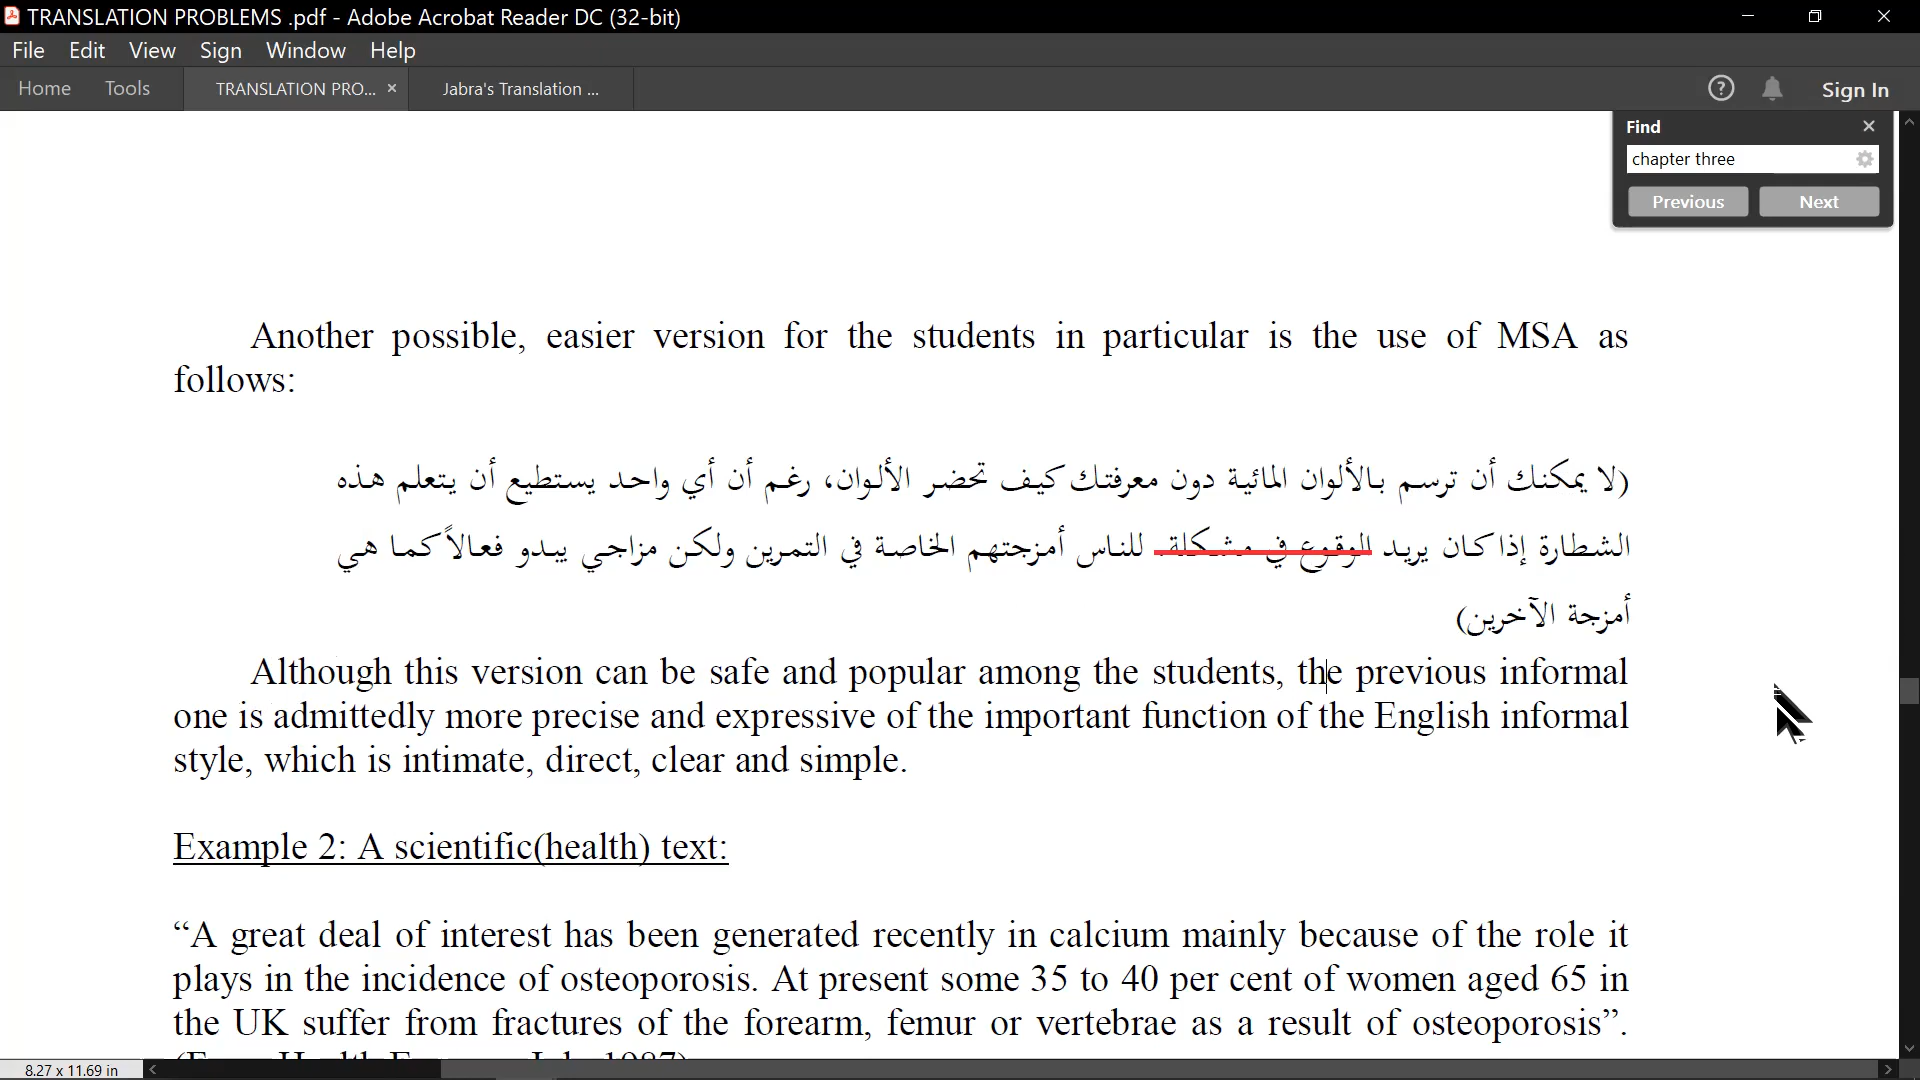 TRANSLATION PROBLEMS .pdf - Adobe Acrobat Reader DC (32-bit)
File Edit View Sign Window Help
Home Tools TRANSLATION PRO... × Jabra's Translation ... Sign In
Find
chapter three
Previous Next
Another possible, easier version for the students in particular is the use of MSA as
follows:
(لا يمكنك أن ترسم بالألوان المائية دون معرفتك كيف تحضر الألوان، رغم أن أي واحد يستطيع أن يتعلم هذه
الشطارة إذا كان يريد الوقوع في مشكلة. للناس أمزجتهم الخاصة في التمرين ولكن مزاجي يبدو فعالاً كما هي
أمزجة الآخرين)
Although this version can be safe and popular among the students, the previous informal
one is admittedly more precise and expressive of the important function of the English informal
style, which is intimate, direct, clear and simple.
Example 2: A scientific(health) text:
“A great deal of interest has been generated recently in calcium mainly because of the role it
plays in the incidence of osteoporosis. At present some 35 to 40 per cent of women aged 65 in
the UK suffer from fractures of the forearm, femur or vertebrae as a result of osteoporosis”.
8.27 x 11.69 in